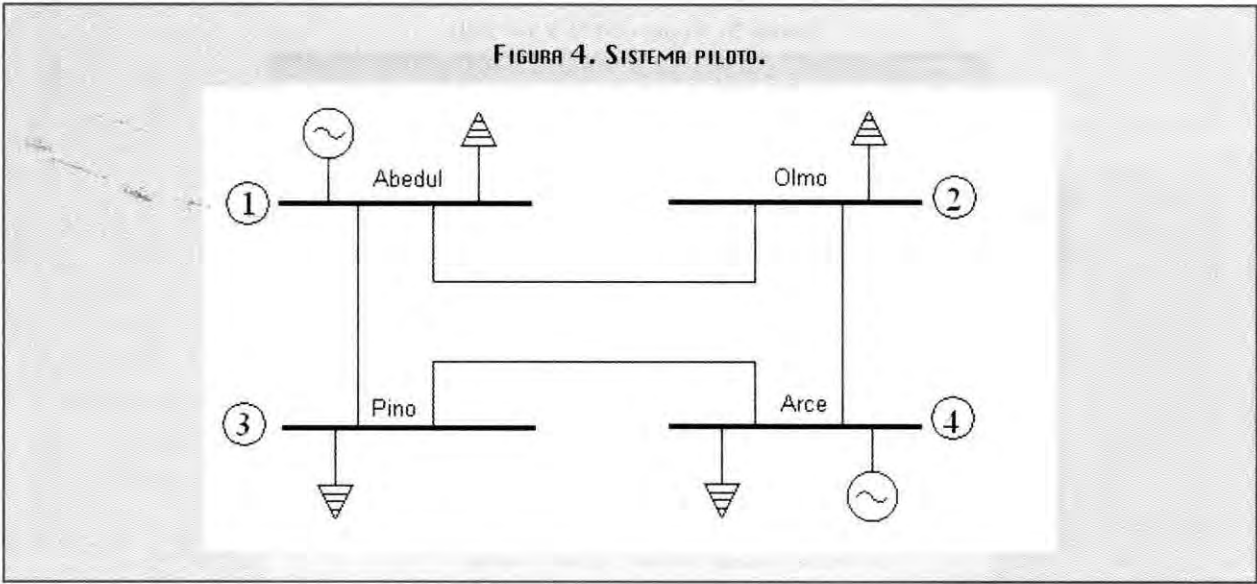 FIGURA 4. SISTEMA PILOTO.
1
Abedul
Olmo
2
3
Pino
Arce
4